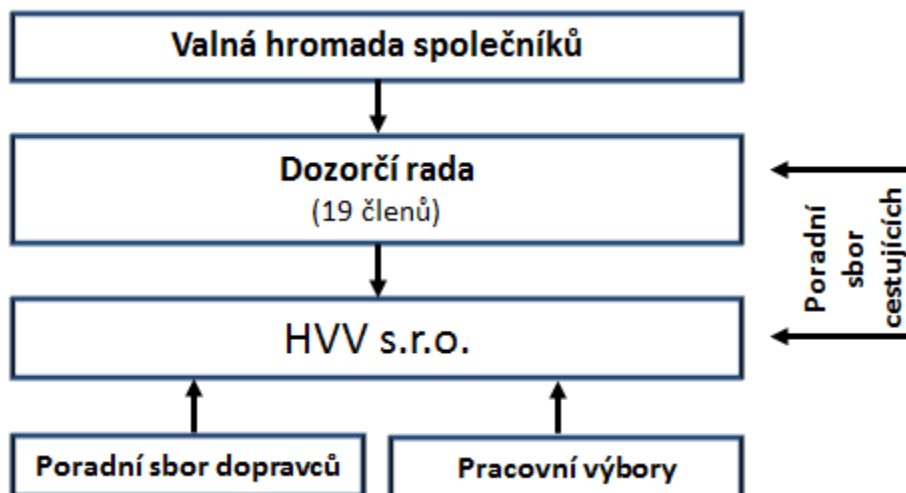 Valná hromada společníků
Dozorčí rada
(19 členů)
Poradní
sbor
cestujících
HVV s.r.o.
Poradní sbor dopravců
Pracovní výbory